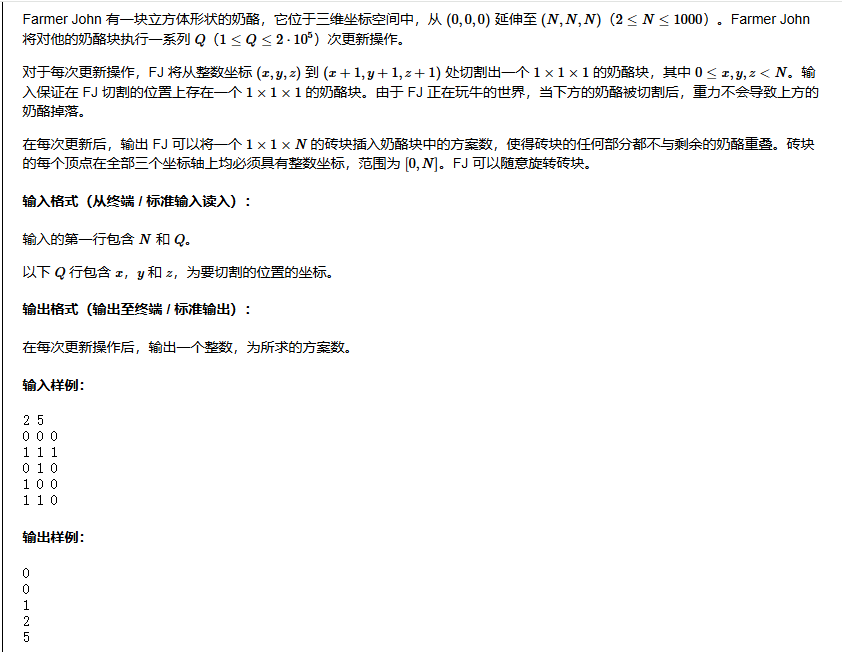 Farmer John 有一块立方体形状的奶酪，它位于三维坐标空间中，从 (0,0,0) 延伸至 (N,N,N)（2 ≤ N ≤ 1000）。Farmer John
将对他的奶酪块执行一系列 Q（1 ≤ Q ≤ 2·10⁵）次更新操作。
对于每次更新操作，FJ 将从整数坐标 (x,y,z) 到 (x+1,y+1,z+1) 处切割出一个 1×1×1 的奶酪块，其中 0 ≤ x,y,z < N。输
入保证在 FJ 切割的位置上存在一个 1×1×1 的奶酪块。由于 FJ 正在玩牛的世界，当下方的奶酪被切割后，重力不会导致上方的
奶酪掉落。
在每次更新后，输出 FJ 可以将一个 1×1×N 的砖块插入奶酪块中的方案数，使得砖块的任何部分都不与剩余的奶酪重叠。砖块
的每个顶点在全部三个坐标轴上均必须具有整数坐标，范围为 [0,N]。FJ 可以随意旋转砖块。
输入格式（从终端 / 标准输入读入）：
输入的第一行包含 N 和 Q。
以下 Q 行包含 x，y 和 z，为要切割的位置的坐标。
输出格式（输出至终端 / 标准输出）：
在每次更新操作后，输出一个整数，为所求的方案数。
输入样例：
2 5
0 0 0
1 1 1
0 1 0
1 0 0
1 1 0
输出样例：
0
0
1
2
5